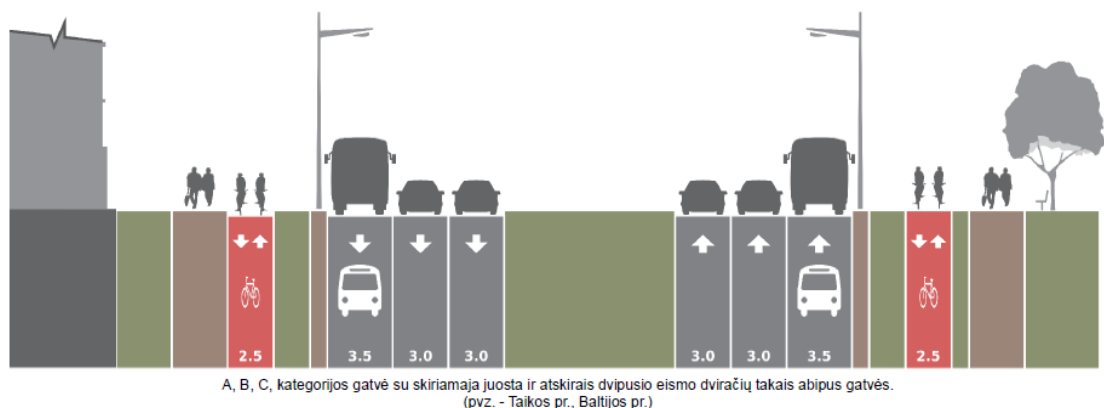 2.5 3.5 3.0 3.0 3.0 3.0 3.5 2.5
A, B, C, kategorijos gatvė su skiriamaja juosta ir atskirais dvipusio eismo dviračių takais abipus gatvės.
(pvz. - Taikos pr., Baltijos pr.)